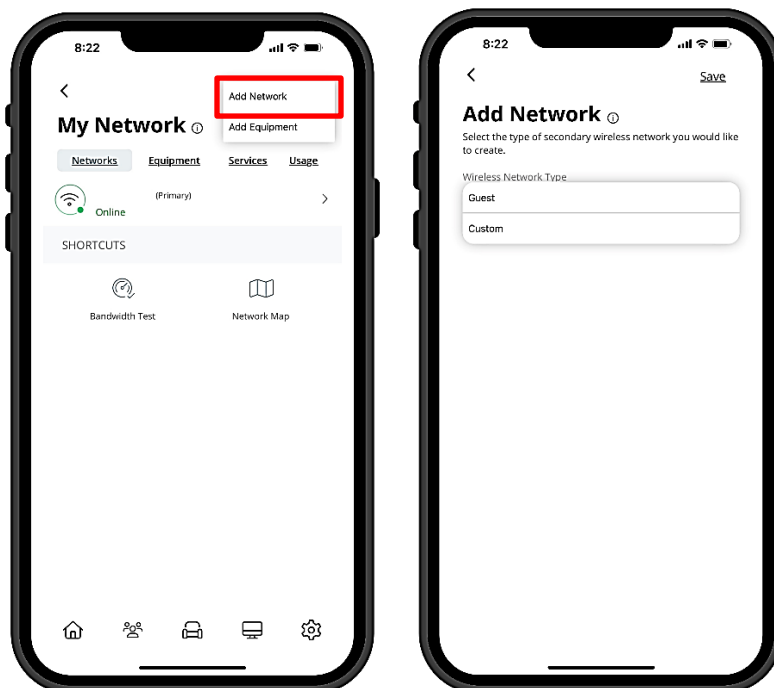 8:22
Add Network
My Network
Add Equipment
Networks Equipment Services Usage
(Primary)
Online
SHORTCUTS
Bandwidth Test Network Map
8:22
Save
Add Network
Select the type of secondary wireless network you would like
to create.
Wireless Network Type
Guest
Custom